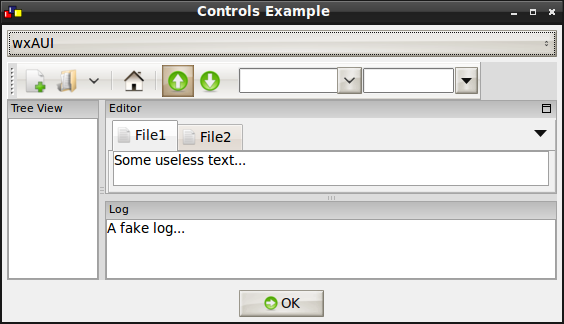 Controls Example
wxAUI
Tree View
Editor
File1
File2
Some useless text...
Log
A fake log...
OK